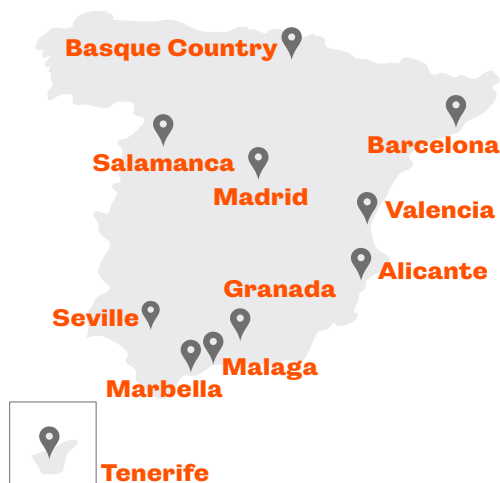 Basque Country
Barcelona
Salamanca
Madrid
Valencia
Alicante
Granada
Seville
Malaga
Marbella
Tenerife